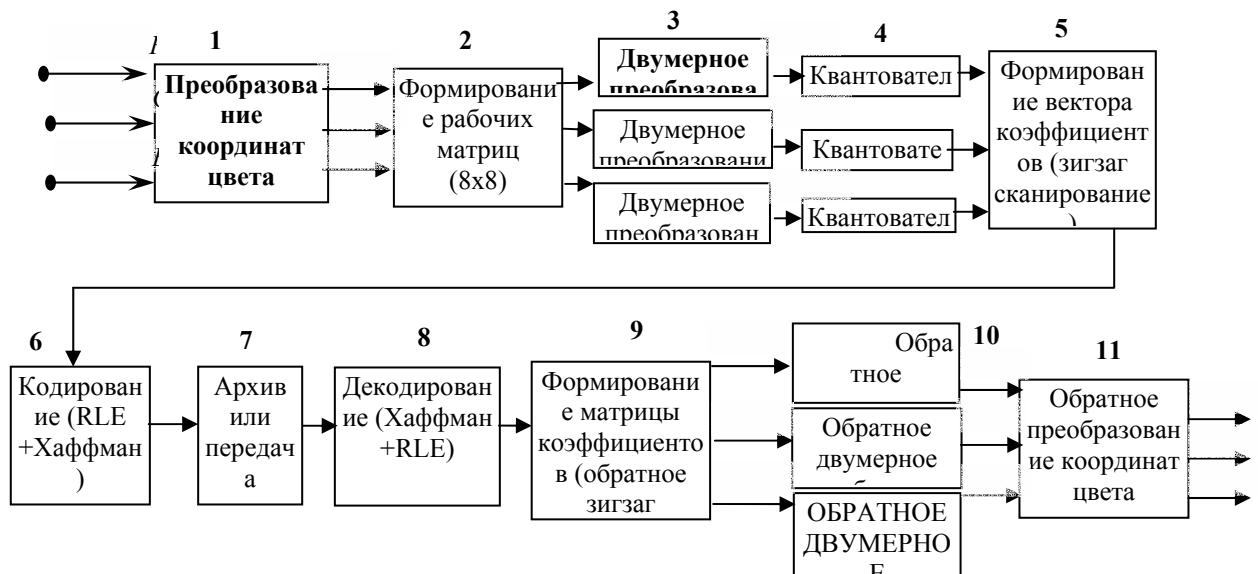 1
Преобразова
ние
координат
цвета
2
Формировани
е рабочих
матриц
(8x8)
3
Двумерное
преобразова
Двумерное
преобразовани
Двумерное
преобразован
4
Квантовател
Квантовате
Квантовател
5
Формирован
ие вектора
коэффициент
ов (зигзаг
сканирование
)
6
Кодирован
ие (RLE
+Хаффман
)
7
Архив
или
передач
а
8
Декодирован
ие (Хаффман
+RLE)
9
Формировани
е матрицы
коэффициенто
в (обратное
зигзаг
10
Обра
тное
Обратное
двумерное
ОБРАТНОЕ
ДВУМЕРНО
Е
11
Обратное
преобразован
ие координат
цвета